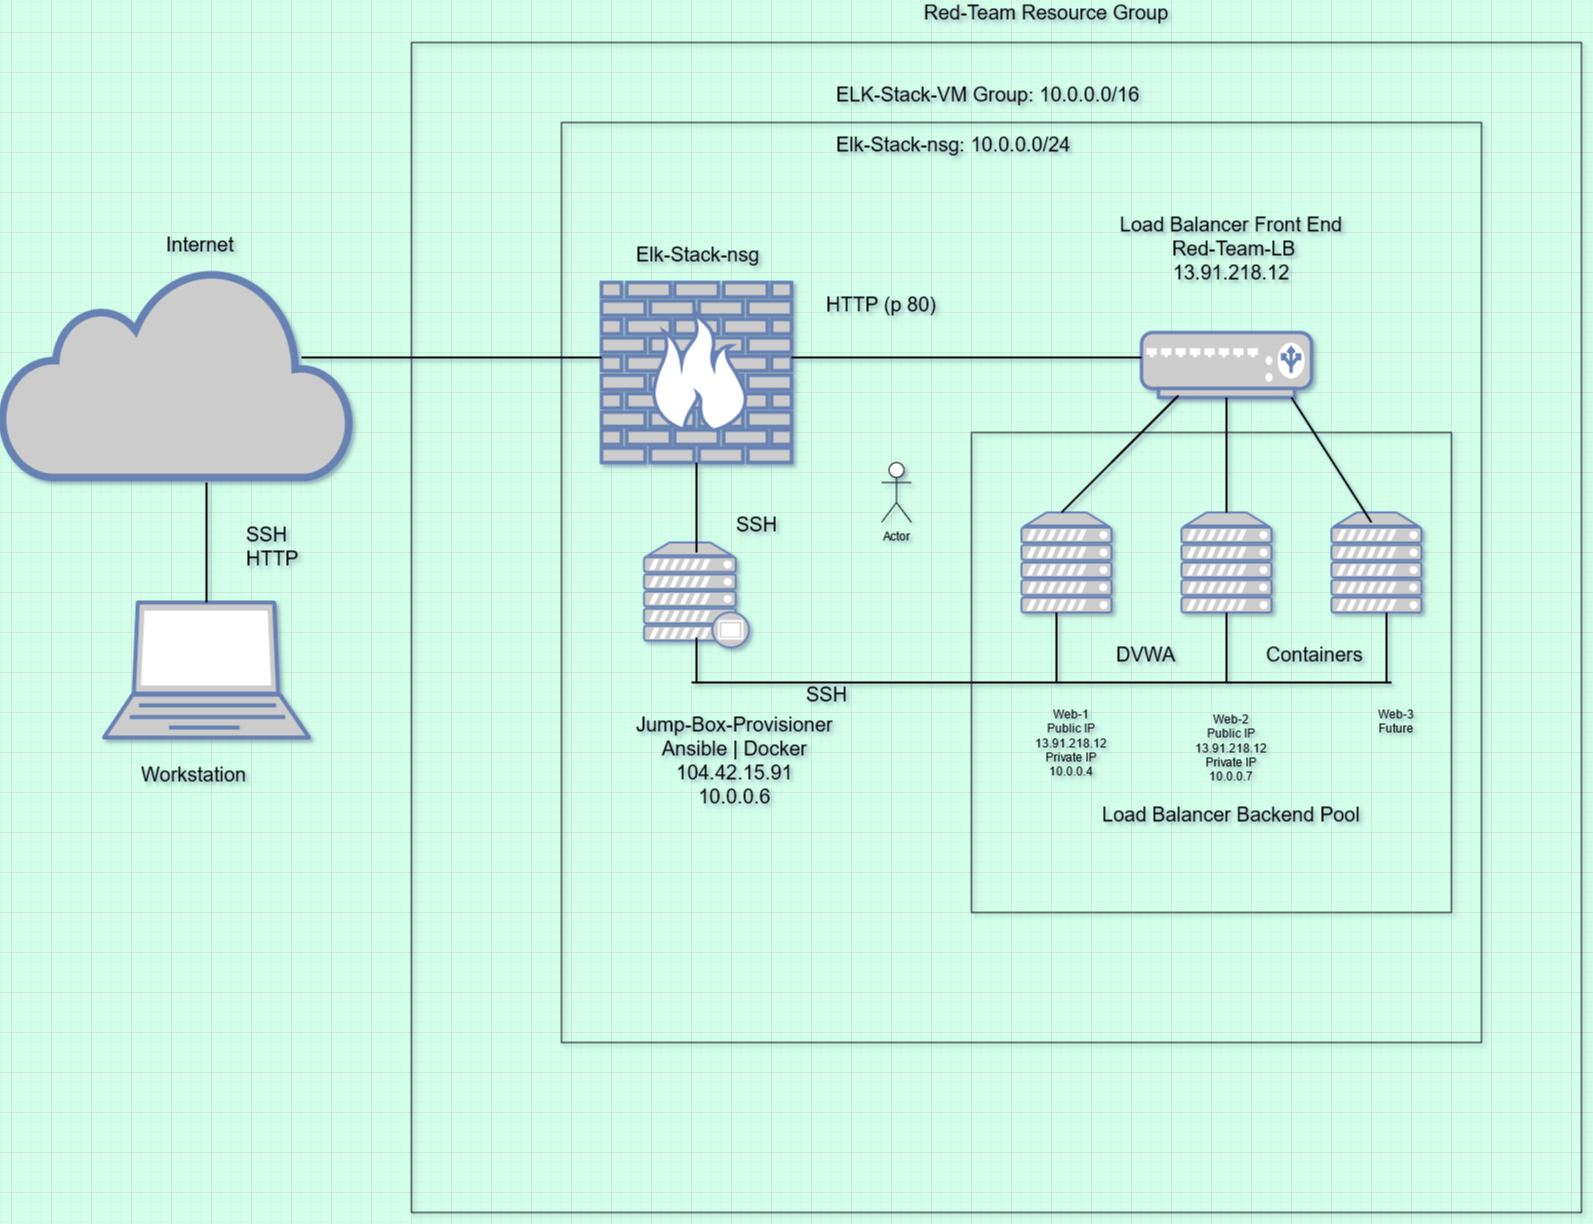 Red-Team Resource Group
ELK-Stack-VM Group: 10.0.0.0/16
Elk-Stack-nsg: 10.0.0.0/24
Internet
Elk-Stack-nsg
HTTP (p 80)
Load Balancer Front End
Red-Team-LB
13.91.218.12
SSH
HTTP
SSH
Actor
Workstation
SSH
Jump-Box-Provisioner
Ansible | Docker
104.42.15.91
10.0.0.6
DVWA
Containers
Web-1
Public IP
13.91.218.12
Private IP
10.0.0.4
Web-2
Public IP
13.91.218.12
Private IP
10.0.0.7
Web-3
Future
Load Balancer Backend Pool